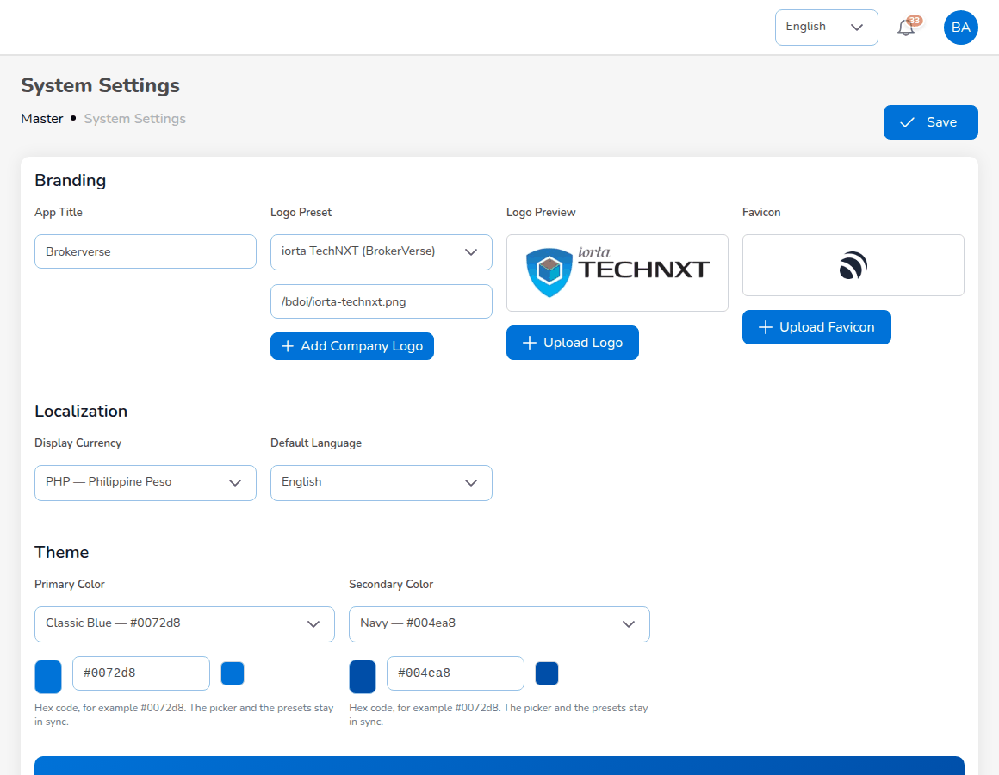 English
33
BA
System Settings
Master • System Settings
Save
Branding
App Title
Logo Preset
Logo Preview
Favicon
Brokerverse
iorta TechNXT (BrokerVerse)
iorta
TECHNXT
/bdoi/iorta-technxt.png
Upload Favicon
Add Company Logo
Upload Logo
Localization
Display Currency
Default Language
PHP — Philippine Peso
English
Theme
Primary Color
Secondary Color
Classic Blue — #0072d8
Navy — #004ea8
#0072d8
#004ea8
Hex code, for example #0072d8. The picker and the presets stay
in sync.
Hex code, for example #0072d8. The picker and the presets stay
in sync.